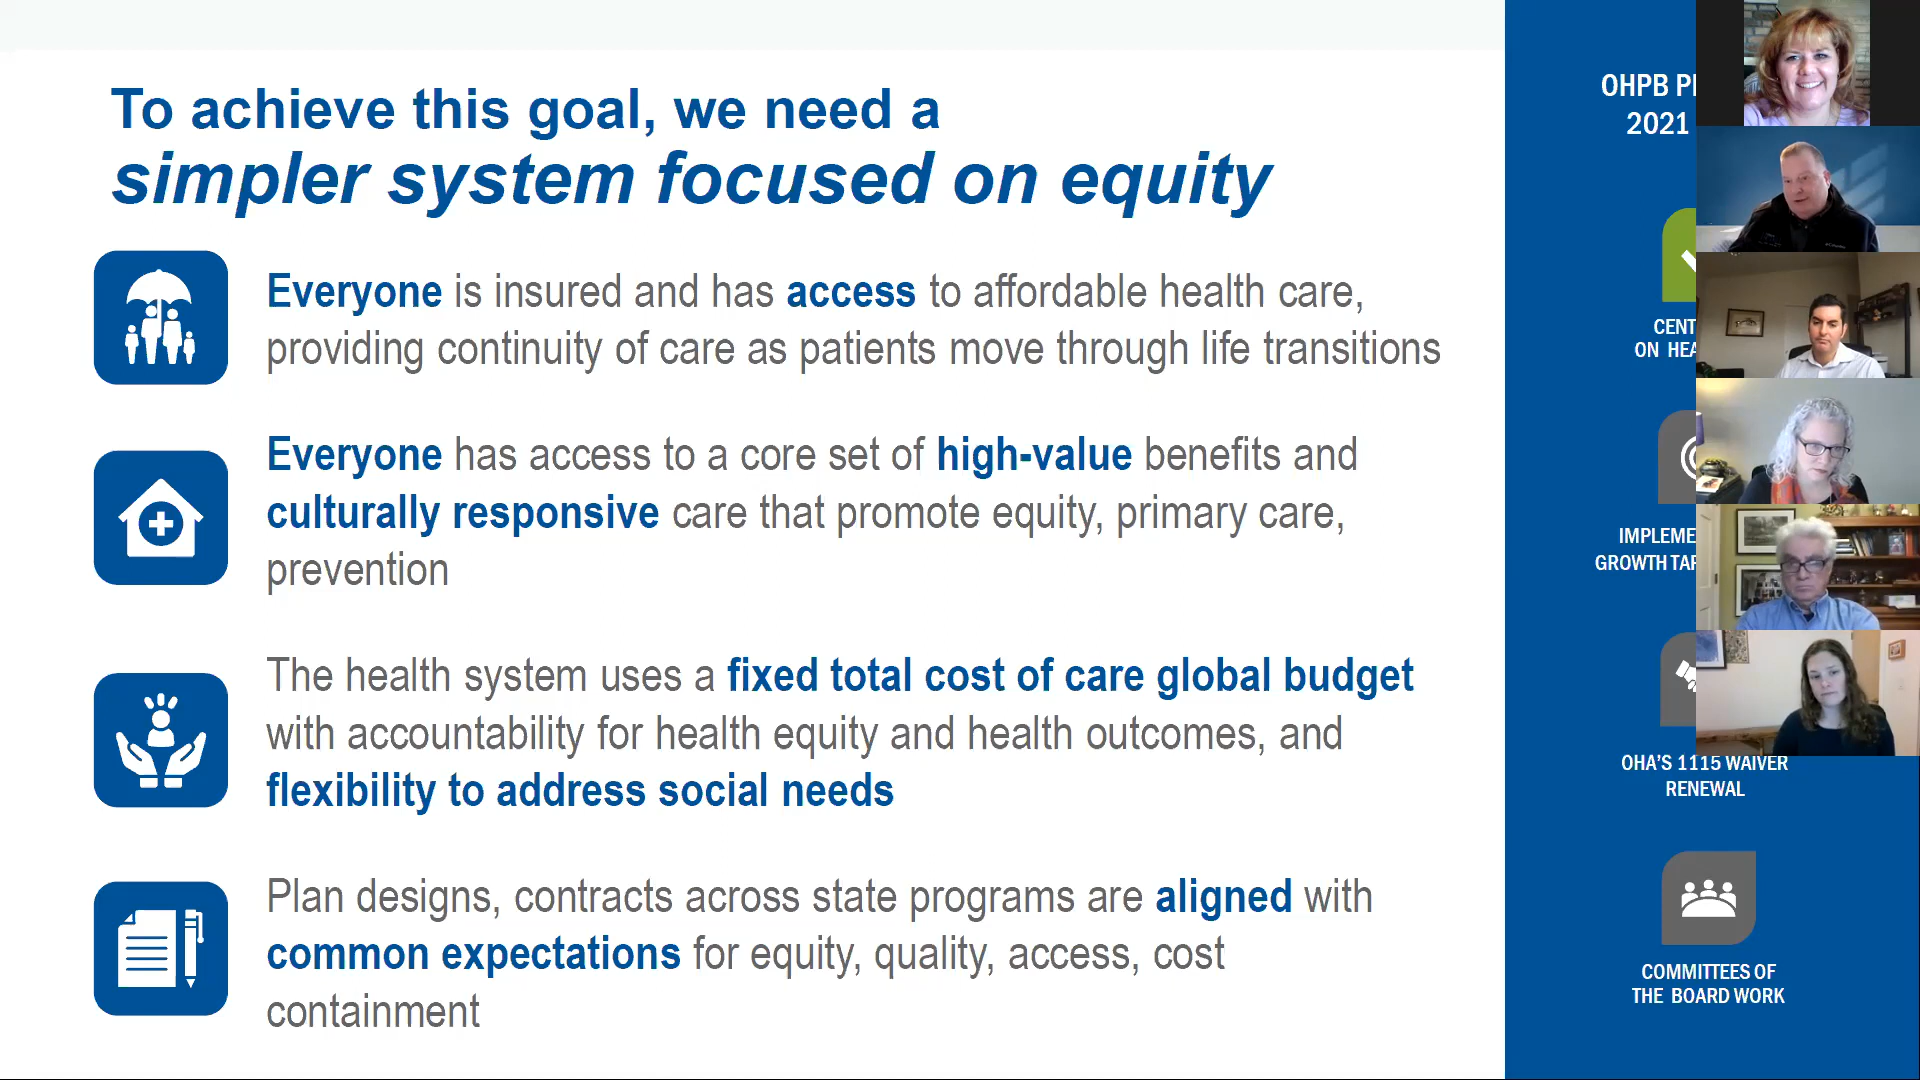 To achieve this goal, we need a
simpler system focused on equity
Everyone is insured and has access to affordable health care,
providing continuity of care as patients move through life transitions
Everyone has access to a core set of high-value benefits and
culturally responsive care that promote equity, primary care,
prevention
The health system uses a fixed total cost of care global budget
with accountability for health equity and health outcomes, and
flexibility to address social needs
Plan designs, contracts across state programs are aligned with
common expectations for equity, quality, access, cost
containment
OHPB
2021
ON
OHA'S 1115 WAIVER
RENEWAL
COMMITTEES OF
THE BOARD WORK